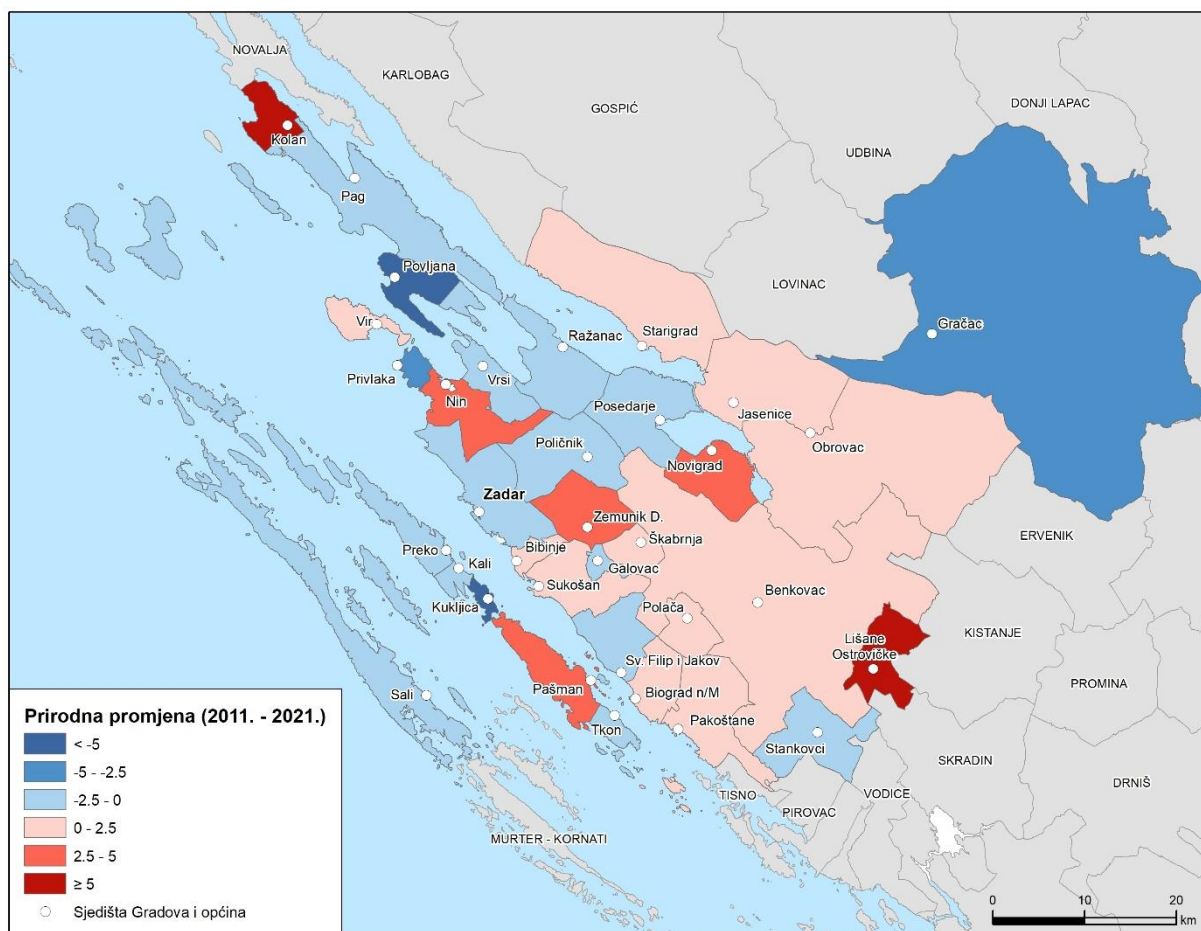 NOVALJA
KARLOBAG
GOSPIĆ
DONJI LAPAC
UDBINA
Kolan
Pag
LOVINAC
Povljana
Vir
Starigrad
Gračac
Ražanac
Privlaka
Vrsi
Nin
Posedarje
Jasenice
Obrovac
Poličnik
Novigrad
Zadar
Zemunik D.
Škabrnja
ERVENIK
Preko
Bibinje
Kali
Galovac
Sukošan
Kukljica
Polača
Benkovac
KISTANJE
Lišane
Ostrovičke
Sv. Filip i Jakov
PROMINA
Sali
Pašman
Biograd n/M
Pakoštane
Tkon
Stankovci
SKRADIN
DRNIŠ
TISNO
VODICE
PIROVAC
MURTER - KORNATI
Prirodna promjena (2011. - 2021.)
< -5
-5 - -2.5
-2.5 - 0
0 - 2.5
2.5 - 5
≥ 5
Sjedišta Gradova i općina
0 10 20
km